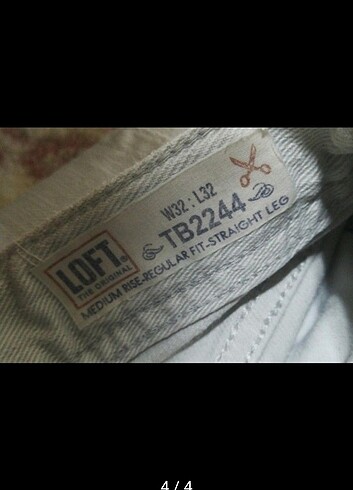 LOFT.
THE ORIGINAL
W32 : L32
TB2244
MEDIUM RISE-REGULAR FIT-STRAIGHT LEG
4 / 4